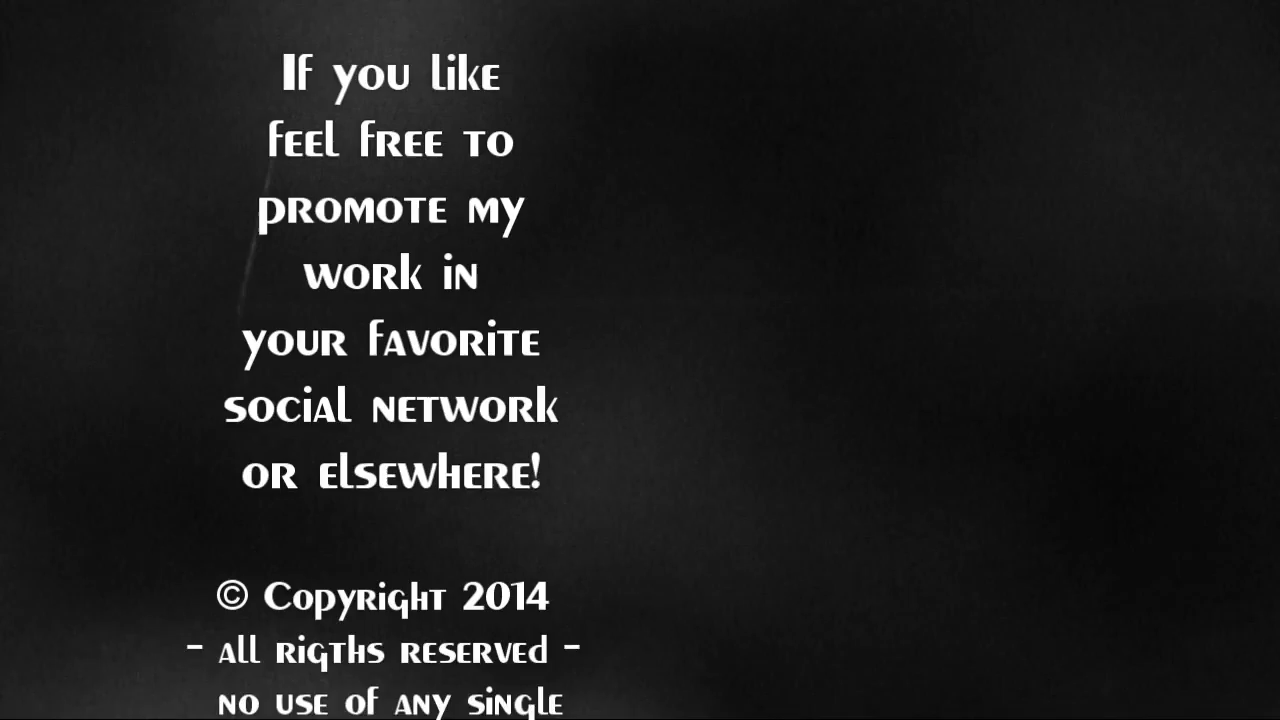 If you like
feel free to
promote my
work in
your favorite
social network
or elsewhere!
© Copyright 2014
- all rigths reserved -
no use of any single